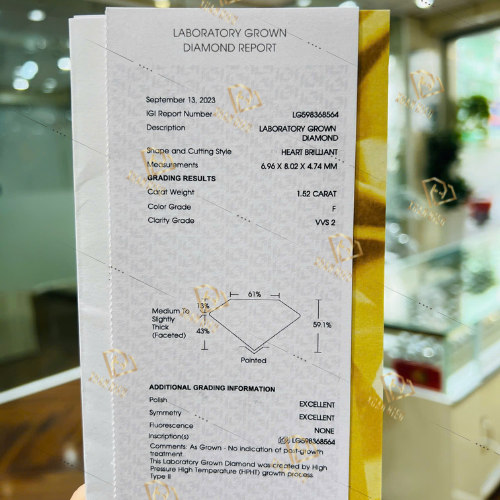 LABORATORY GROWN
DIAMOND REPORT
September 13, 2023
IGI Report Number LG598368564
Description LABORATORY GROWN
DIAMOND
Shape and Cutting Style HEART BRILLIANT
Measurements 6.96 X 8.02 X 4.74 MM
GRADING RESULTS
Carat Weight 1.52 CARAT
Color Grade F
Clarity Grade VVS 2
61%
13%
Medium To
Slightly
Thick
(Faceted)
43%
59.1%
Pointed
ADDITIONAL GRADING INFORMATION
Polish EXCELLENT
Symmetry EXCELLENT
Fluorescence NONE
Inscription(s) LG598368564
Comments: As Grown - No indication of post-growth
treatment.
This Laboratory Grown Diamond was created by High
Pressure High Temperature (HPHT) growth process.
Type II